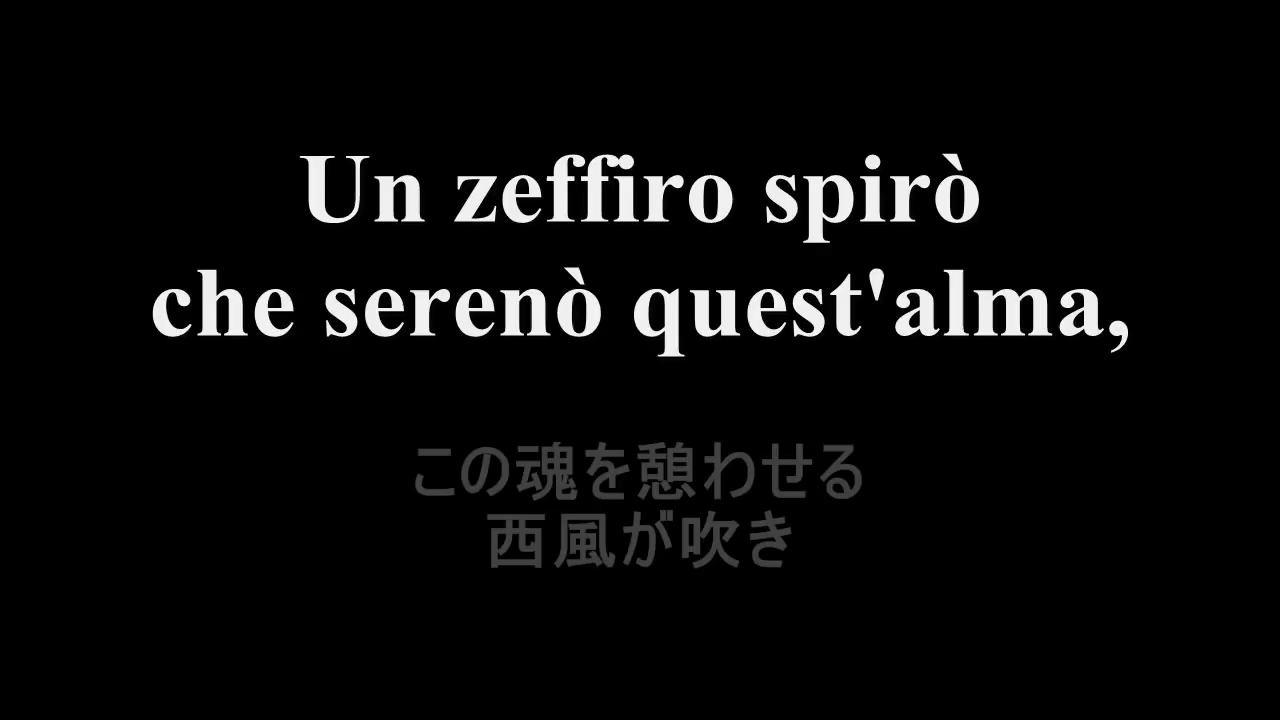 Un zeffiro spirò
che serenò quest'alma,
この魂を憩わせる
西風が吹き